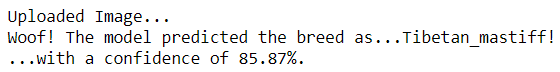 Uploaded Image...
Woof! The model predicted the breed as...Tibetan_mastiff!
...with a confidence of 85.87%.